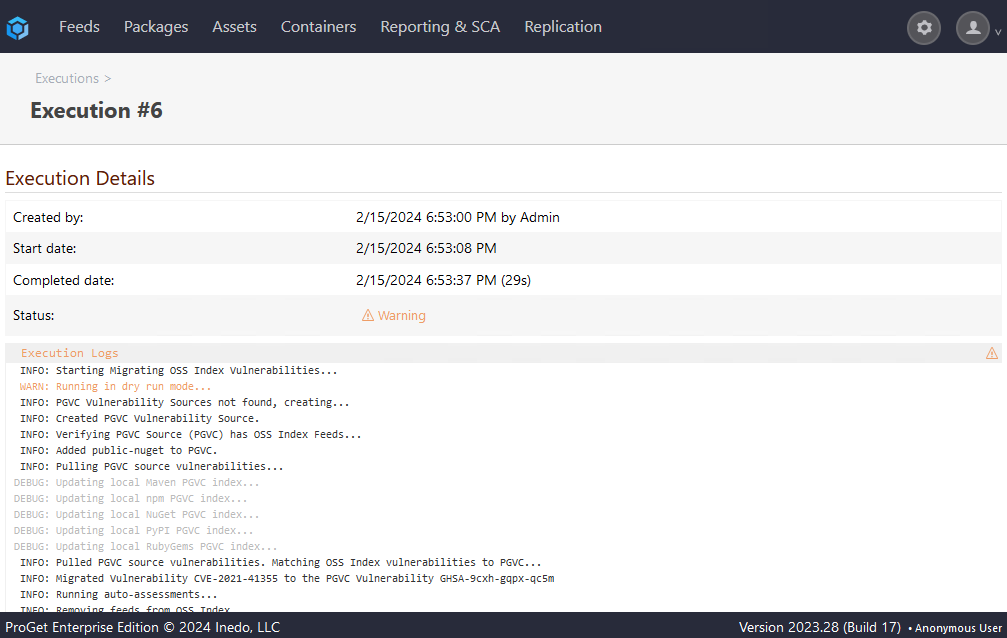 Feeds Packages Assets Containers Reporting & SCA Replication
Executions >
Execution #6
Execution Details
Created by: 2/15/2024 6:53:00 PM by Admin
Start date: 2/15/2024 6:53:08 PM
Completed date: 2/15/2024 6:53:37 PM (29s)
Status: Warning
Execution Logs
INFO: Starting Migrating OSS Index Vulnerabilities...
WARN: Running in dry run mode...
INFO: PGVC Vulnerability Sources not found, creating...
INFO: Created PGVC Vulnerability Source.
INFO: Verifying PGVC Source (PGVC) has OSS Index Feeds...
INFO: Added public-nuget to PGVC.
INFO: Pulling PGVC source vulnerabilities...
DEBUG: Updating local Maven PGVC index...
DEBUG: Updating local npm PGVC index...
DEBUG: Updating local NuGet PGVC index...
DEBUG: Updating local PyPI PGVC index...
DEBUG: Updating local RubyGems PGVC index...
INFO: Pulled PGVC source vulnerabilities. Matching OSS Index vulnerabilities to PGVC...
INFO: Migrated Vulnerability CVE-2021-41355 to the PGVC Vulnerability GHSA-9cxh-gqpx-qc5m
INFO: Running auto-assessments...
INFO: Removing feeds from OSS Index
ProGet Enterprise Edition © 2024 Inedo, LLC Version 2023.28 (Build 17) • Anonymous User